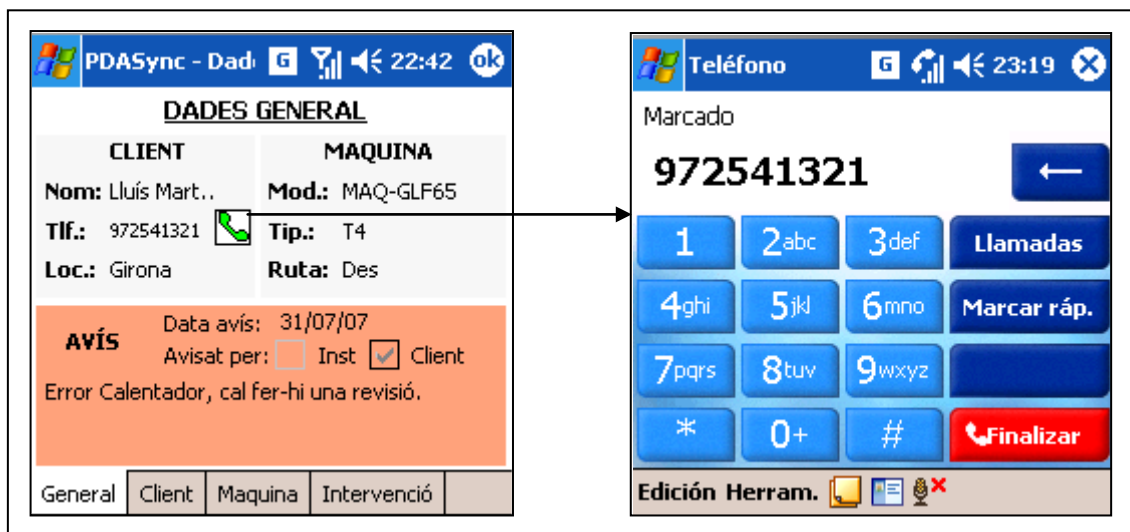 PDASync - Dad G 22:42 ok
DADES GENERAL
CLIENT MAQUINA
Nom: Lluís Mart.. Mod.: MAQ-GLF65
Tlf.: 972541321 Tip.: T4
Loc.: Girona Ruta: Des
AVÍS
Data avís: 31/07/07
Avisat per: Inst Client
Error Calentador, cal fer-hi una revisió.
General Client Maquina Intervenció
Teléfono G 23:19
Marcado
972541321
1 2abc 3def Llamadas
4ghi 5jkl 6mno Marcar ráp.
7pqrs 8tuv 9wxyz
* 0+ # Finalizar
Edición Herram.